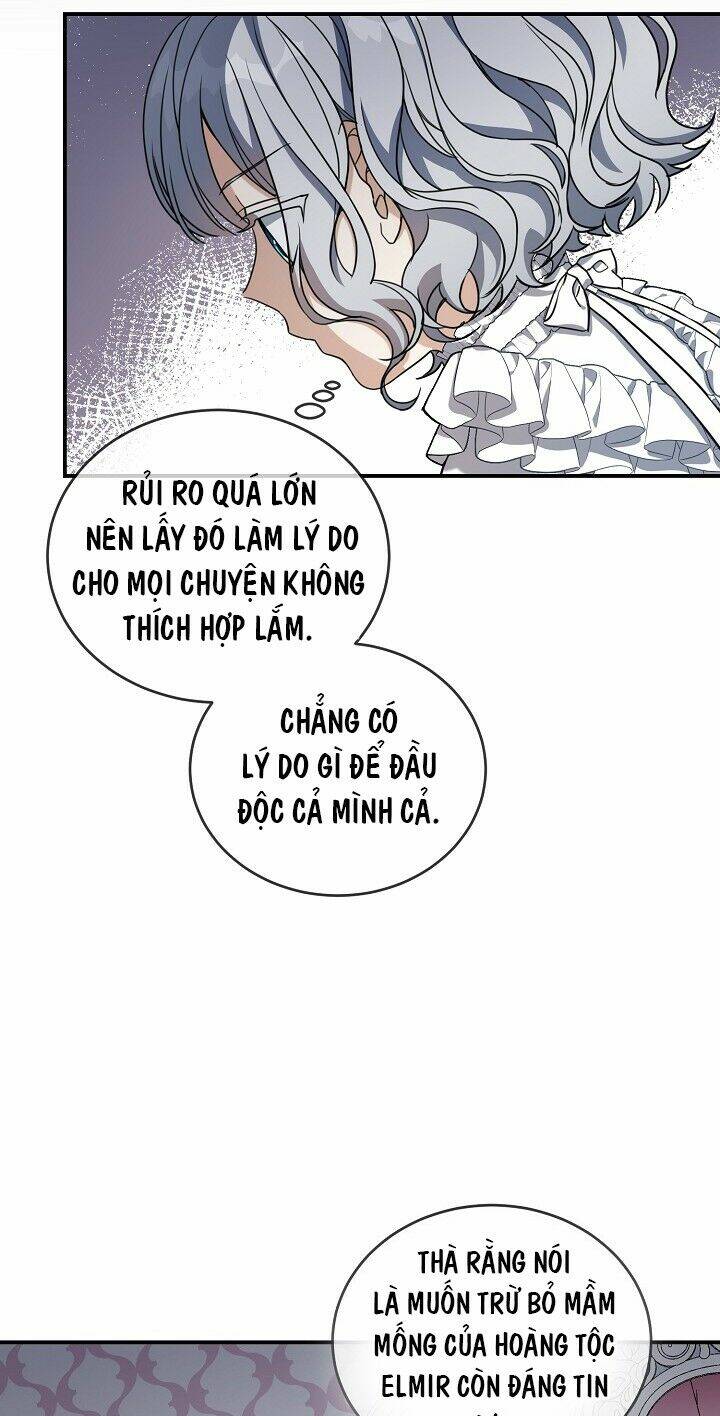 RỦI RO QUÁ LỚN
NÊN LẤY ĐÓ LÀM LÝ DO
CHO MỌI CHUYỆN KHÔNG
THÍCH HỢP LẮM.
CHẲNG CÓ
LÝ DO GÌ ĐỂ ĐẦU
ĐỘC CẢ MÌNH CẢ.
THÀ RẰNG NÓI
LÀ MUỐN TRỪ BỎ MẦM
MỐNG CỦA HOÀNG TỘC
ELMIR CÒN ĐÁNG TIN